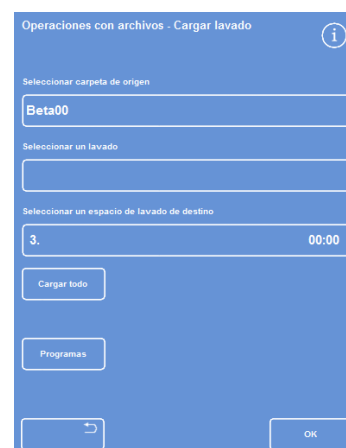 Operaciones con archivos - Cargar lavado
i
Seleccionar carpeta de origen
Beta00
Seleccionar un lavado
Seleccionar un espacio de lavado de destino
3. 00:00
Cargar todo
Programas
OK